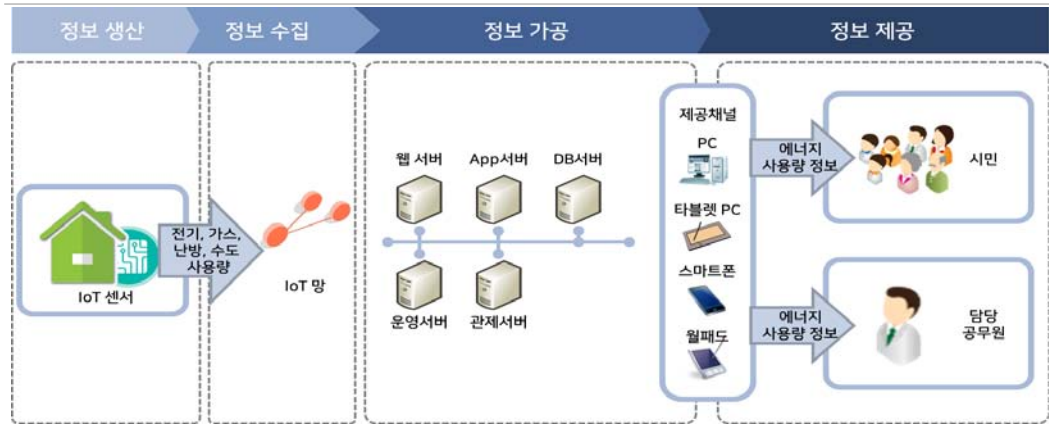 정보 생산
정보 수집
정보 가공
정보 제공
IoT 센서
전기, 가스,
난방, 수도
사용량
IoT 망
웹 서버
App서버
DB서버
운영서버
관제서버
제공채널
PC
타블렛 PC
스마트폰
월패도
에너지
사용량 정보
시민
에너지
사용량 정보
담당
공무원